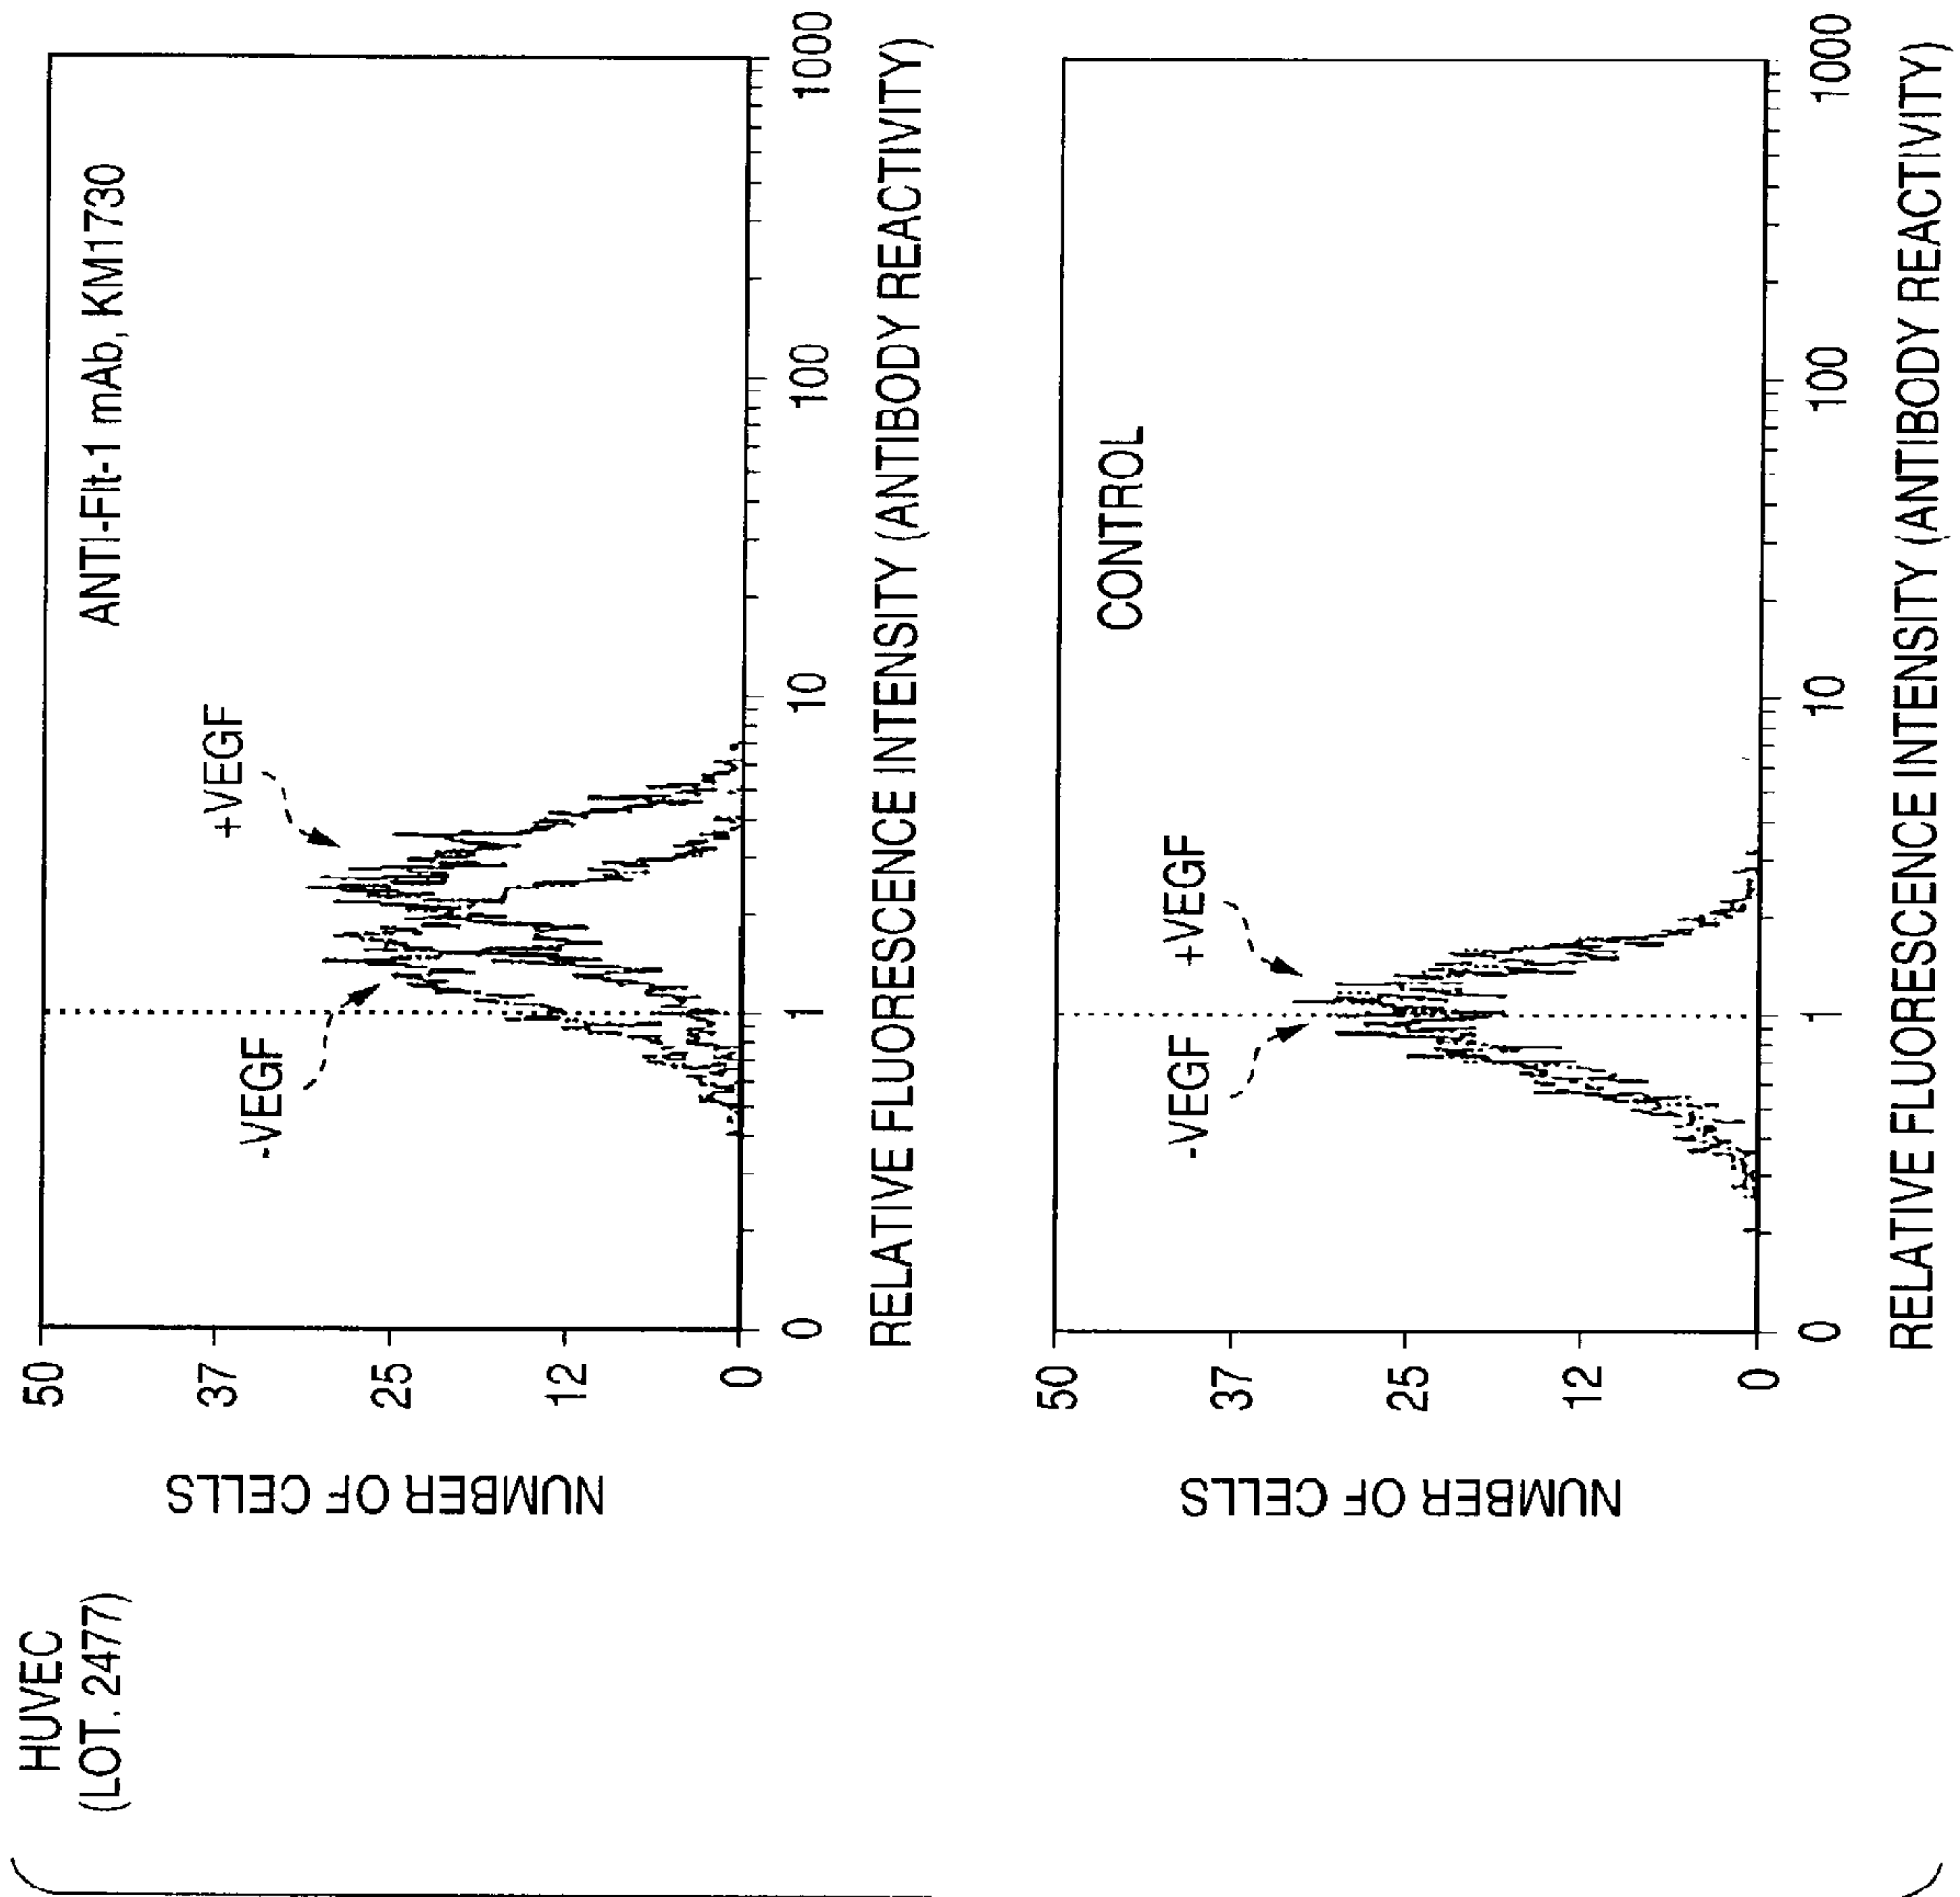 HUVEC
(LOT. 2477)
ANTI-Flt-1 mAb, KM1730
+VEGF
-VEGF
50
37
25
12
0
NUMBER OF CELLS
0
1
10
100
1000
RELATIVE FLUORESCENCE INTENSITY (ANTIBODY REACTIVITY)
CONTROL
+VEGF
-VEGF
50
37
25
12
0
NUMBER OF CELLS
0
1
10
100
1000
RELATIVE FLUORESCENCE INTENSITY (ANTIBODY REACTIVITY)